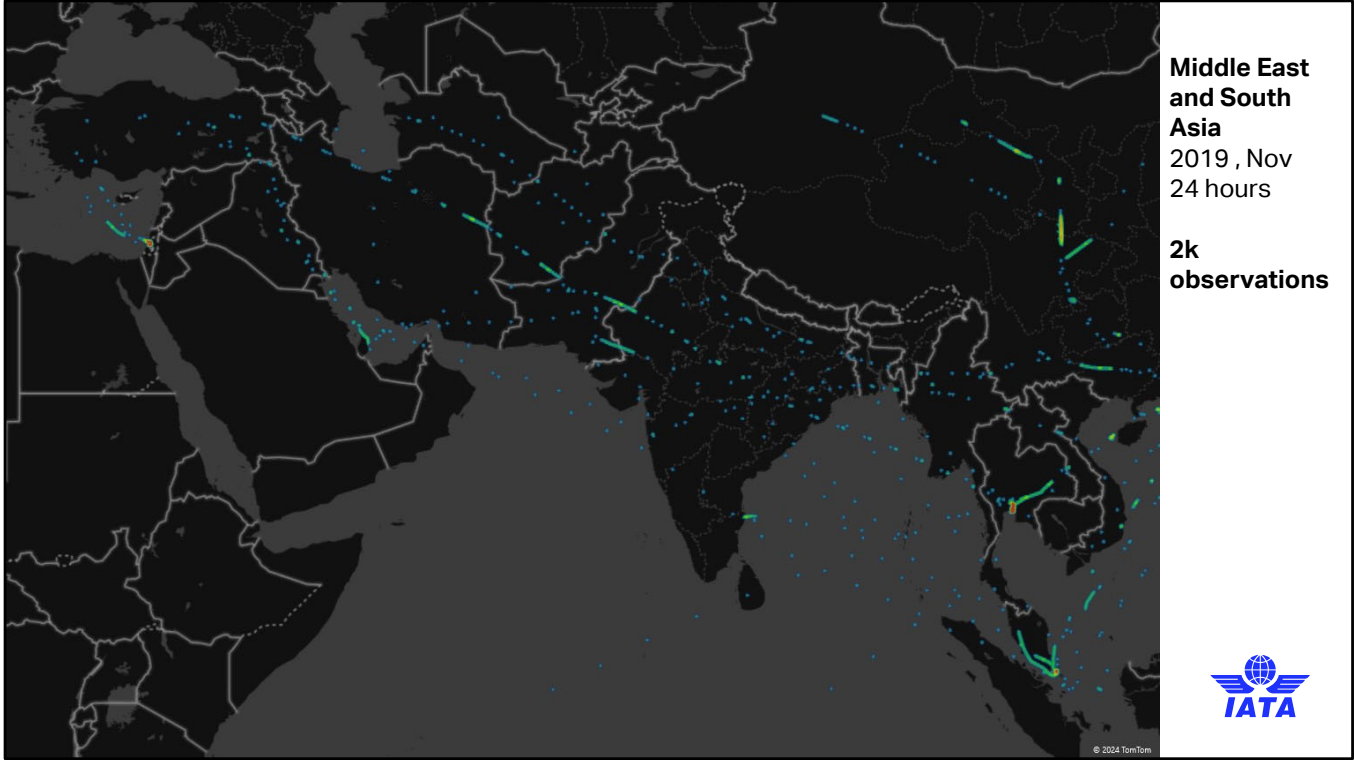 Middle East
and South
Asia
2019 , Nov
24 hours
2k
observations
IATA
© 2024 TomTom